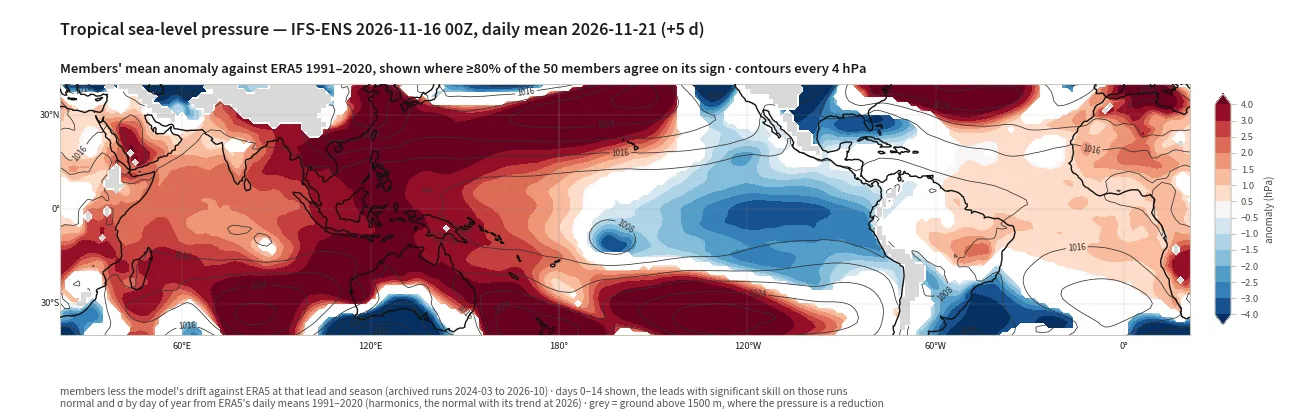 Tropical sea-level pressure — IFS-ENS 2026-11-16 00Z, daily mean 2026-11-21 (+5 d)
Members' mean anomaly against ERA5 1991–2020, shown where ≥80% of the 50 members agree on its sign · contours every 4 hPa
30°N
0°
30°S
60°E
120°E
180°
120°W
60°W
0°
1016
1016
1016
1016
1016
1016
1008
1008
1024
4.0
3.0
2.5
2.0
1.5
1.0
0.5
−0.5
−1.0
−1.5
−2.0
−2.5
−3.0
−4.0
anomaly (hPa)
members less the model's drift against ERA5 at that lead and season (archived runs 2024-03 to 2026-10) · days 0–14 shown, the leads with significant skill on those runs
normal and σ by day of year from ERA5's daily means 1991–2020 (harmonics, the normal with its trend at 2026) · grey = ground above 1500 m, where the pressure is a reduction